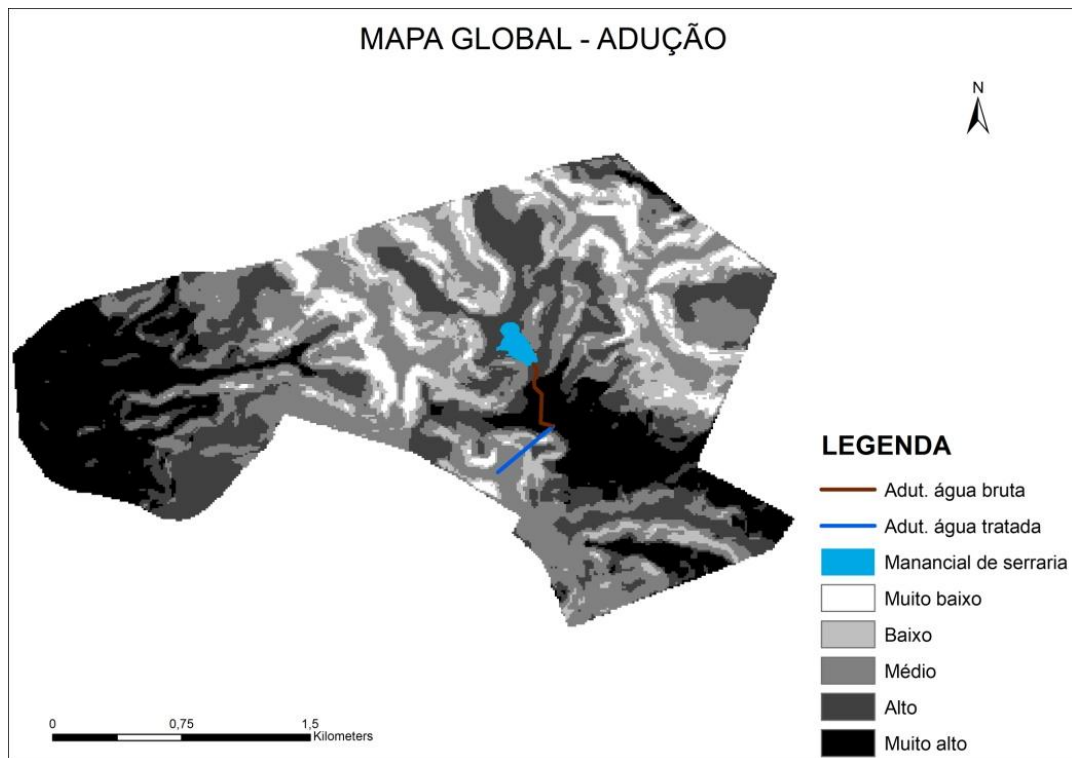 MAPA GLOBAL - ADUÇÃO
N
LEGENDA
Adut. água bruta
Adut. água tratada
Manancial de serraria
Muito baixo
Baixo
Médio
Alto
Muito alto
0 0,75 1,5
Kilometers